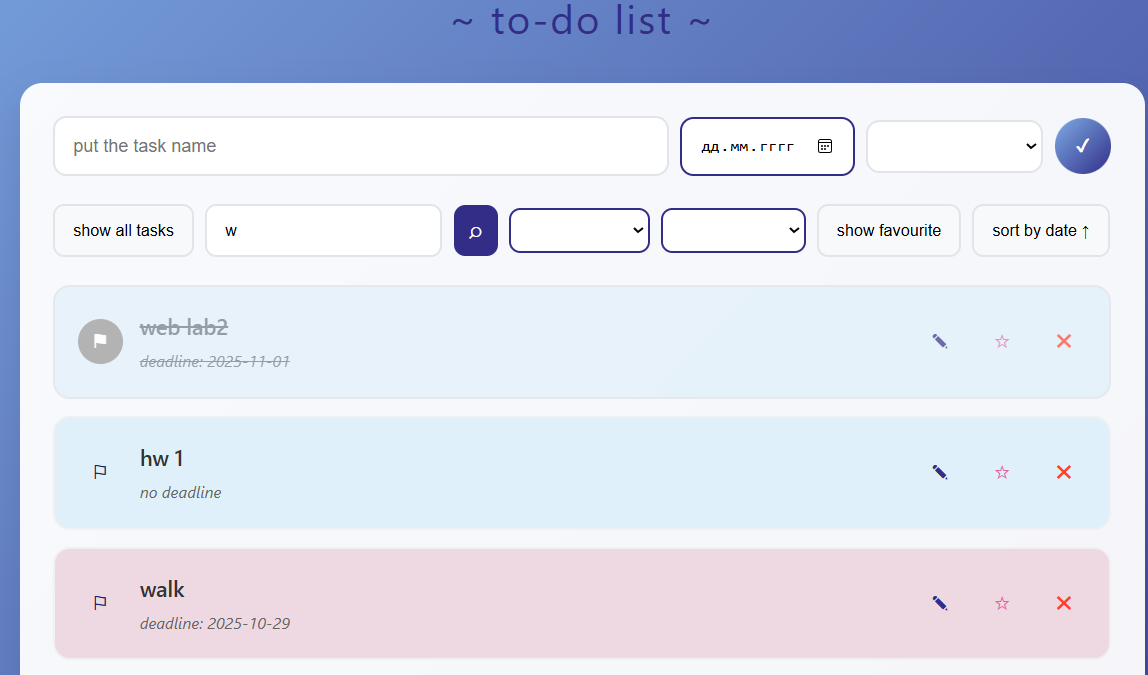 ~ to-do list ~
put the task name
дд.мм.гггг
show all tasks
w
show favourite
sort by date ↑
web lab2
deadline: 2025-11-01
hw 1
no deadline
walk
deadline: 2025-10-29